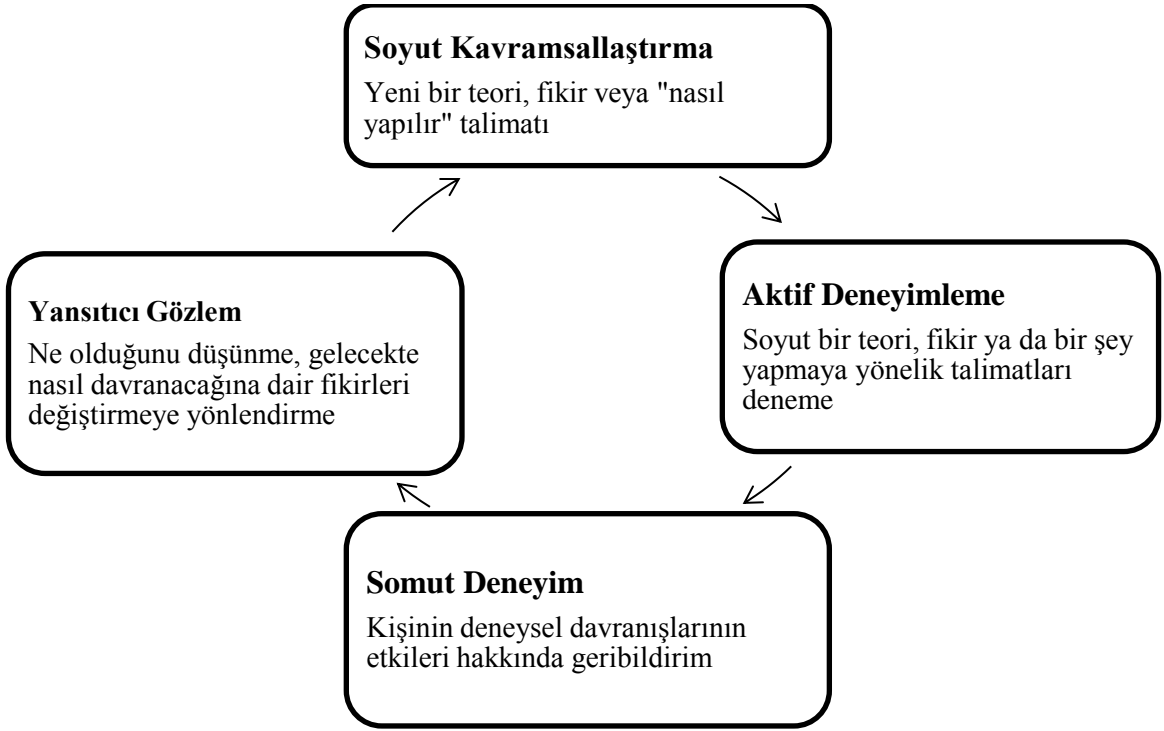 Soyut Kavramsallaştırma
Yeni bir teori, fikir veya "nasıl
yapılır" talimatı
Yansıtıcı Gözlem
Ne olduğunu düşünme, gelecekte
nasıl davranacağına dair fikirleri
değiştirmeye yönlendirme
Aktif Deneyimleme
Soyut bir teori, fikir ya da bir şey
yapmaya yönelik talimatları
deneme
Somut Deneyim
Kişinin deneysel davranışlarının
etkileri hakkında geribildirim